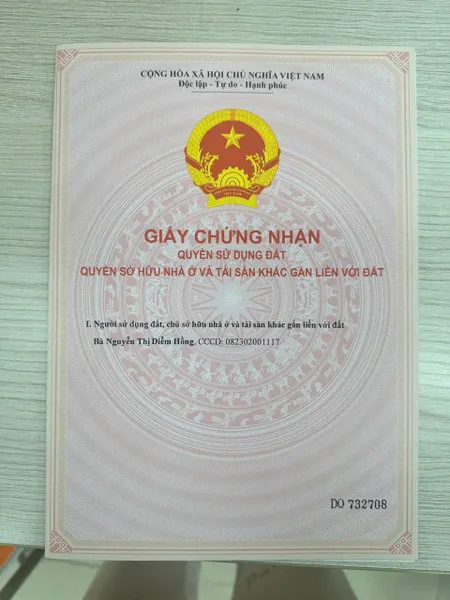 CỘNG HÒA XÃ HỘI CHỦ NGHĨA VIỆT NAM
Độc lập - Tự do - Hạnh phúc
GIẤY CHỨNG NHẬN
QUYỀN SỬ DỤNG ĐẤT
QUYỀN SỞ HỮU NHÀ Ở VÀ TÀI SẢN KHÁC GẮN LIỀN VỚI ĐẤT
I. Người sử dụng đất, chủ sở hữu nhà ở và tài sản khác gắn liền với đất
Bà Nguyễn Thị Diễm Hồng, CCCD: 082302001117
DO 732708